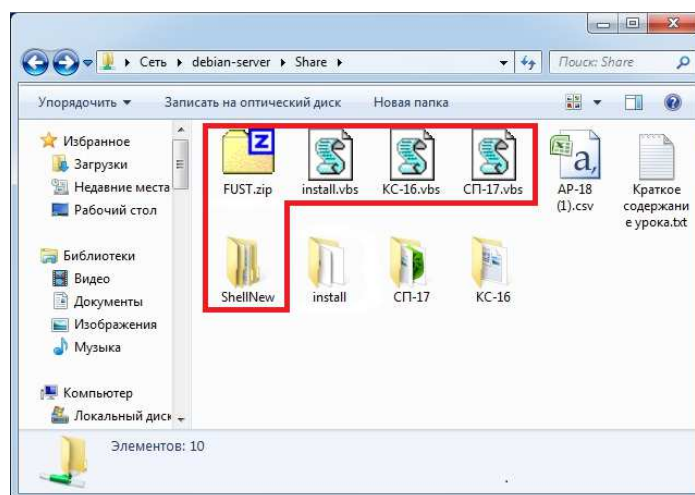 Сеть ▸ debian-server ▸ Share ▸
Поиск: Share
Упорядочить
Записать на оптический диск
Новая папка
Избранное
Загрузки
Недавние места
Рабочий стол
Библиотеки
Видео
Документы
Изображения
Музыка
Компьютер
Локальный диск
Z
FUST.zip
install.vbs
КС-16.vbs
СП-17.vbs
a,
АР-18
(1).csv
Краткое
содержани
е урока.txt
ShellNew
install
СП-17
КС-16
Элементов: 10